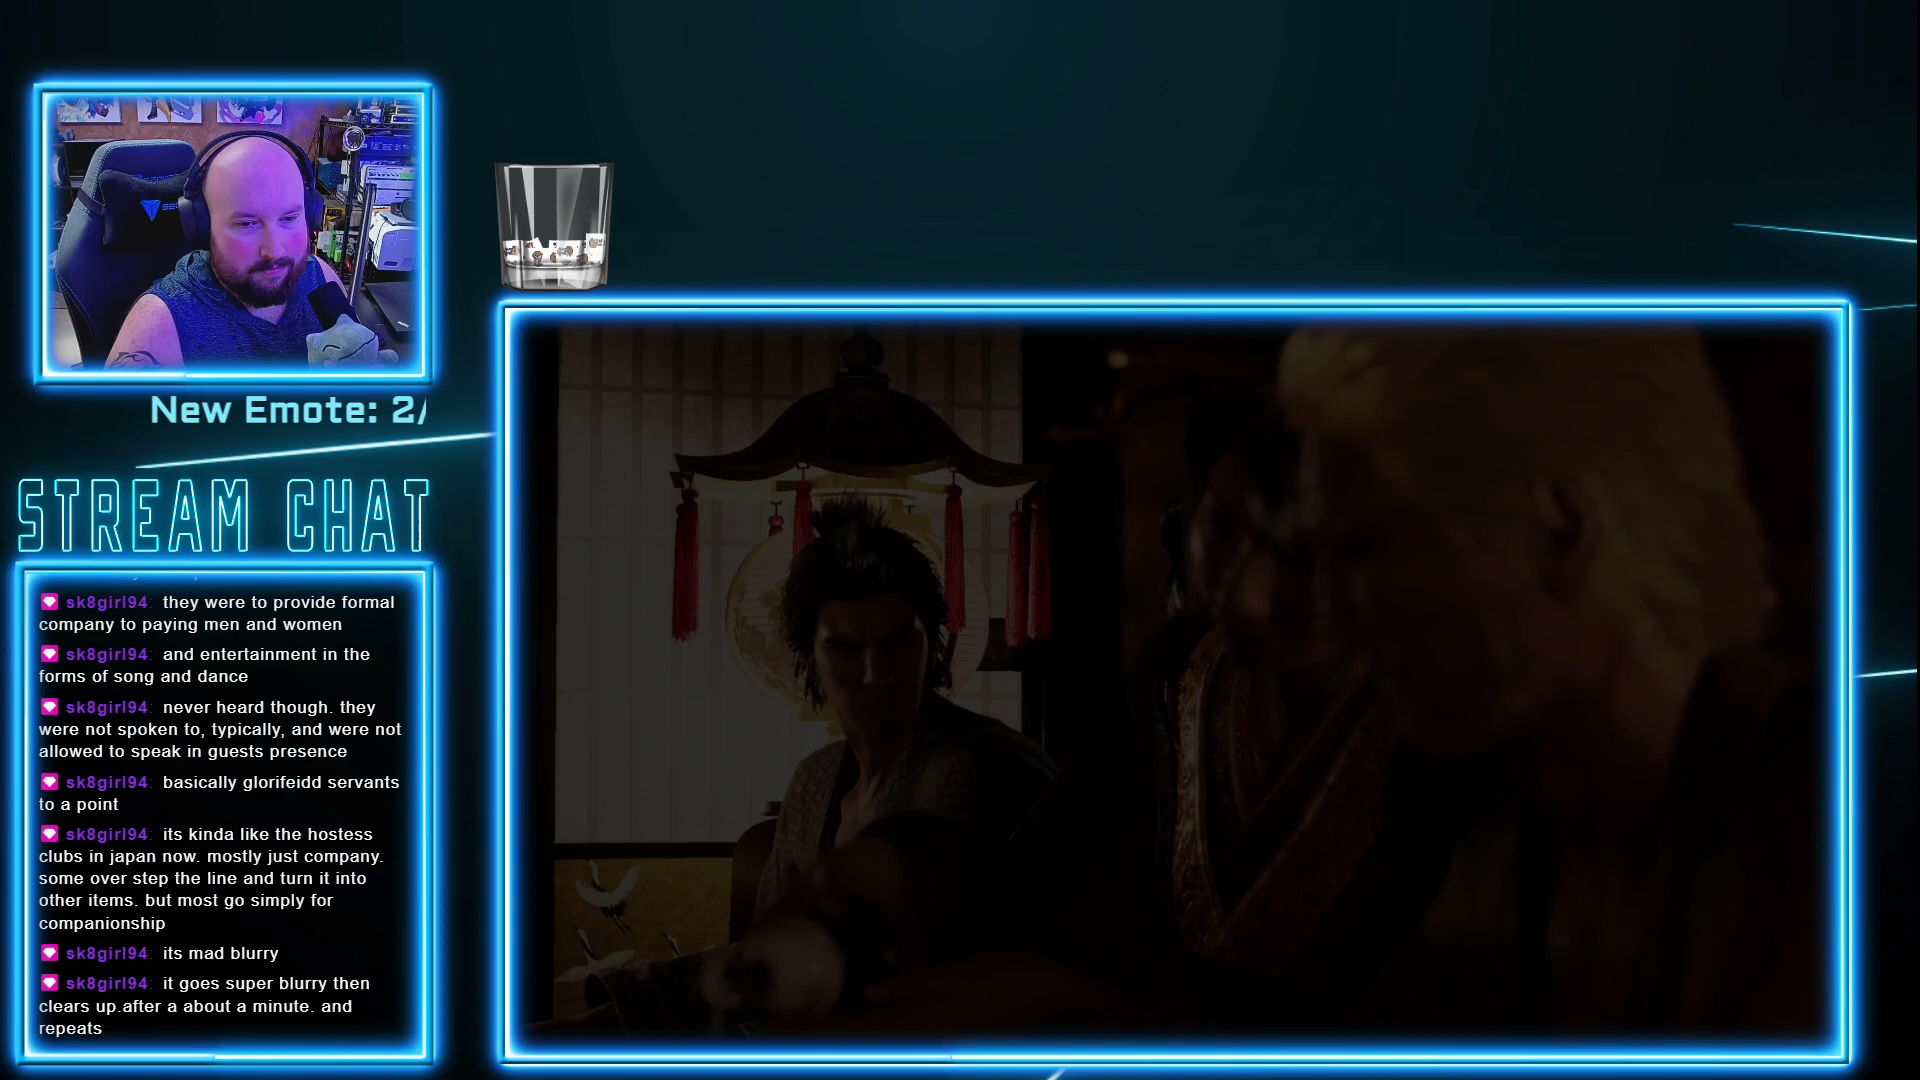 New Emote: 2/
STREAM CHAT
sk8girl94: they were to provide formal
company to paying men and women
sk8girl94: and entertainment in the
forms of song and dance
sk8girl94: never heard though. they
were not spoken to, typically, and were not
allowed to speak in guests presence
sk8girl94: basically glorifeidd servants
to a point
sk8girl94: its kinda like the hostess
clubs in japan now. mostly just company.
some over step the line and turn it into
other items. but most go simply for
companionship
sk8girl94: its mad blurry
sk8girl94: it goes super blurry then
clears up.after a about a minute. and
repeats